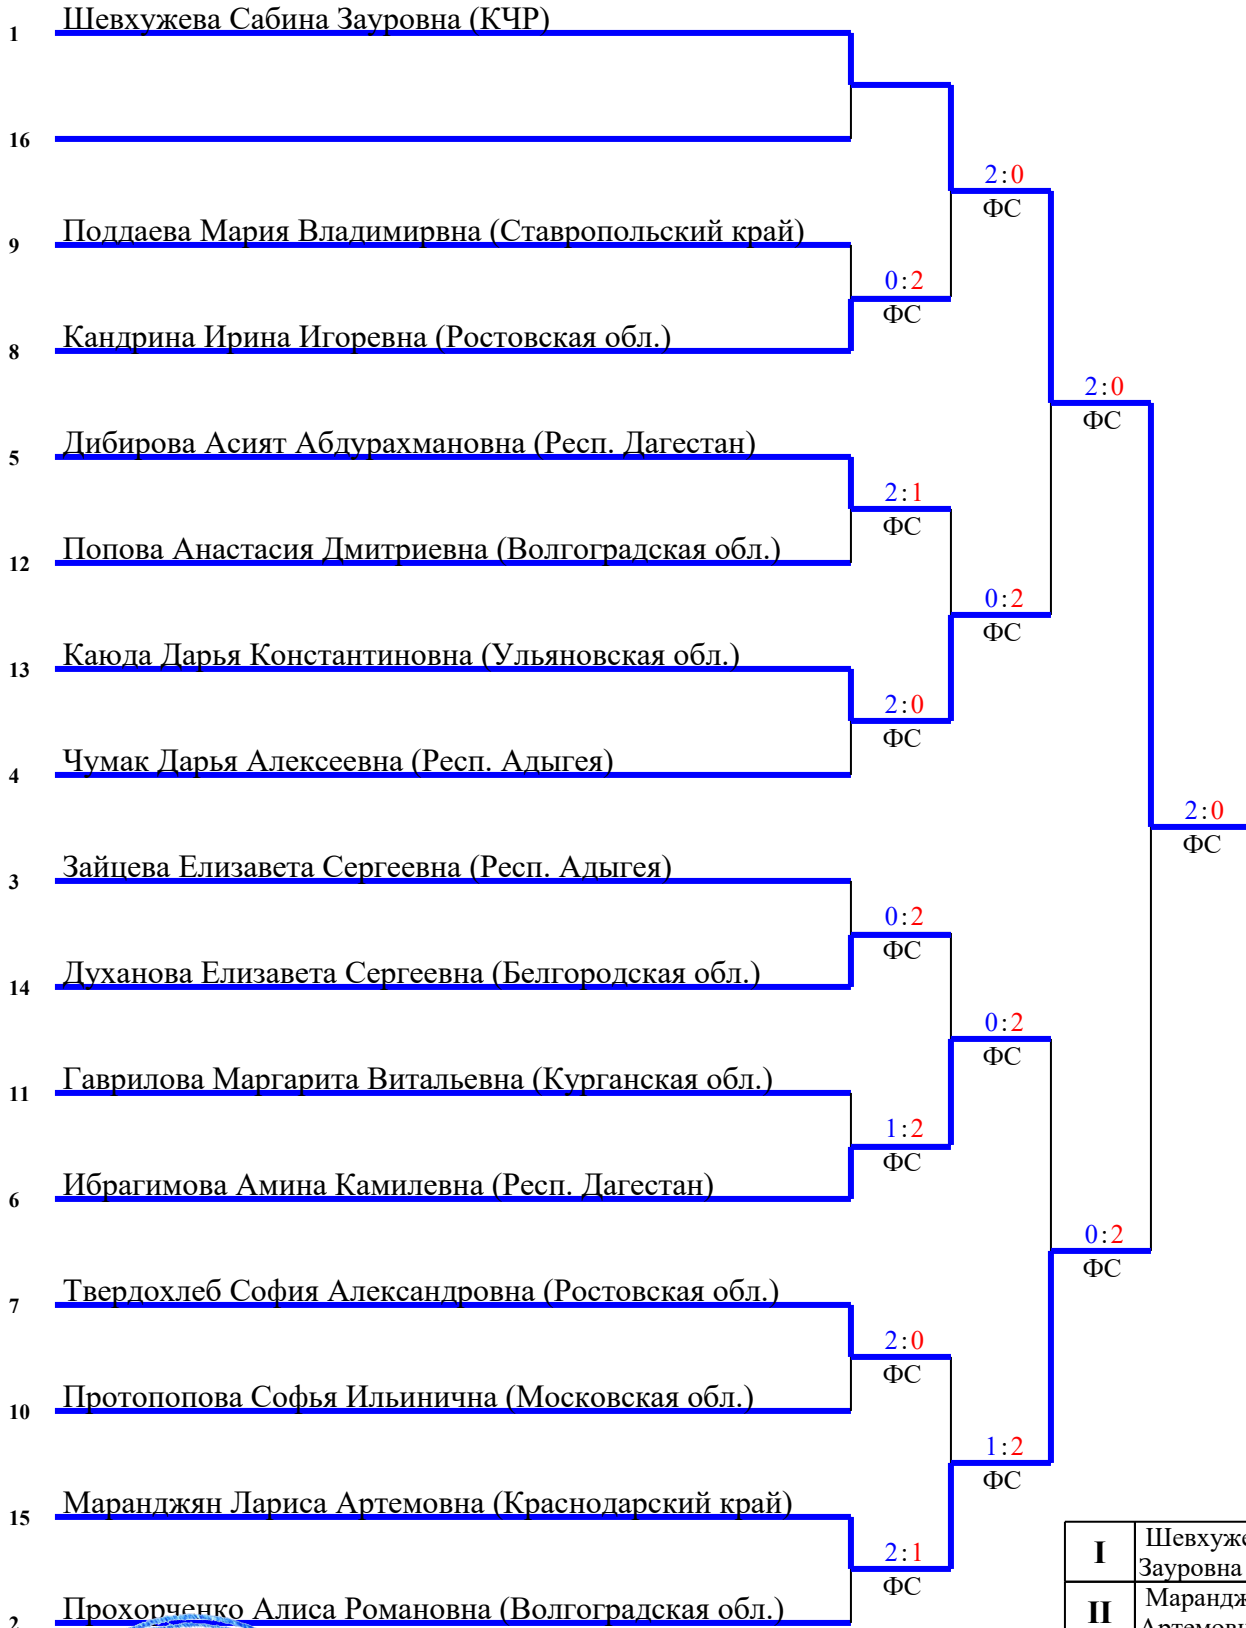 1 Шевхужева Сабина Зауровна (КЧР)
16
2:0
ФС
9 Поддаева Мария Владимирвна (Ставропольский край)
0:2
ФС
8 Кандрина Ирина Игоревна (Ростовская обл.)
2:0
ФС
5 Дибирова Асият Абдурахмановна (Респ. Дагестан)
2:1
ФС
12 Попова Анастасия Дмитриевна (Волгоградская обл.)
0:2
ФС
13 Каюда Дарья Константиновна (Ульяновская обл.)
2:0
ФС
4 Чумак Дарья Алексеевна (Респ. Адыгея)
2:0
ФС
3 Зайцева Елизавета Сергеевна (Респ. Адыгея)
0:2
ФС
14 Духанова Елизавета Сергеевна (Белгородская обл.)
0:2
ФС
11 Гаврилова Маргарита Витальевна (Курганская обл.)
1:2
ФС
6 Ибрагимова Амина Камилевна (Респ. Дагестан)
0:2
ФС
7 Твердохлеб София Александровна (Ростовская обл.)
2:0
ФС
10 Протопопова Софья Ильинична (Московская обл.)
1:2
ФС
15 Маранджян Лариса Артемовна (Краснодарский край)
2:1
ФС
2 Прохорченко Алиса Романовна (Волгоградская обл.)
I Шевхуже
Зауровна
II Марандж
Артемовн